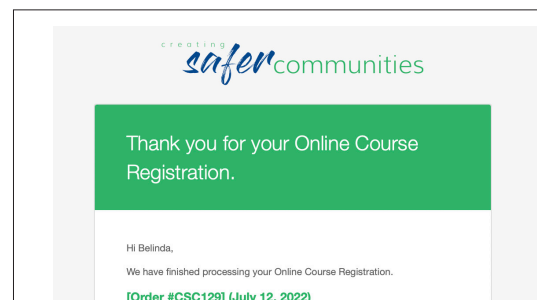 creating
safer communities
Thank you for your Online Course
Registration.
Hi Belinda,
We have finished processing your Online Course Registration.
[Order #CSC129] (July 12, 2022)